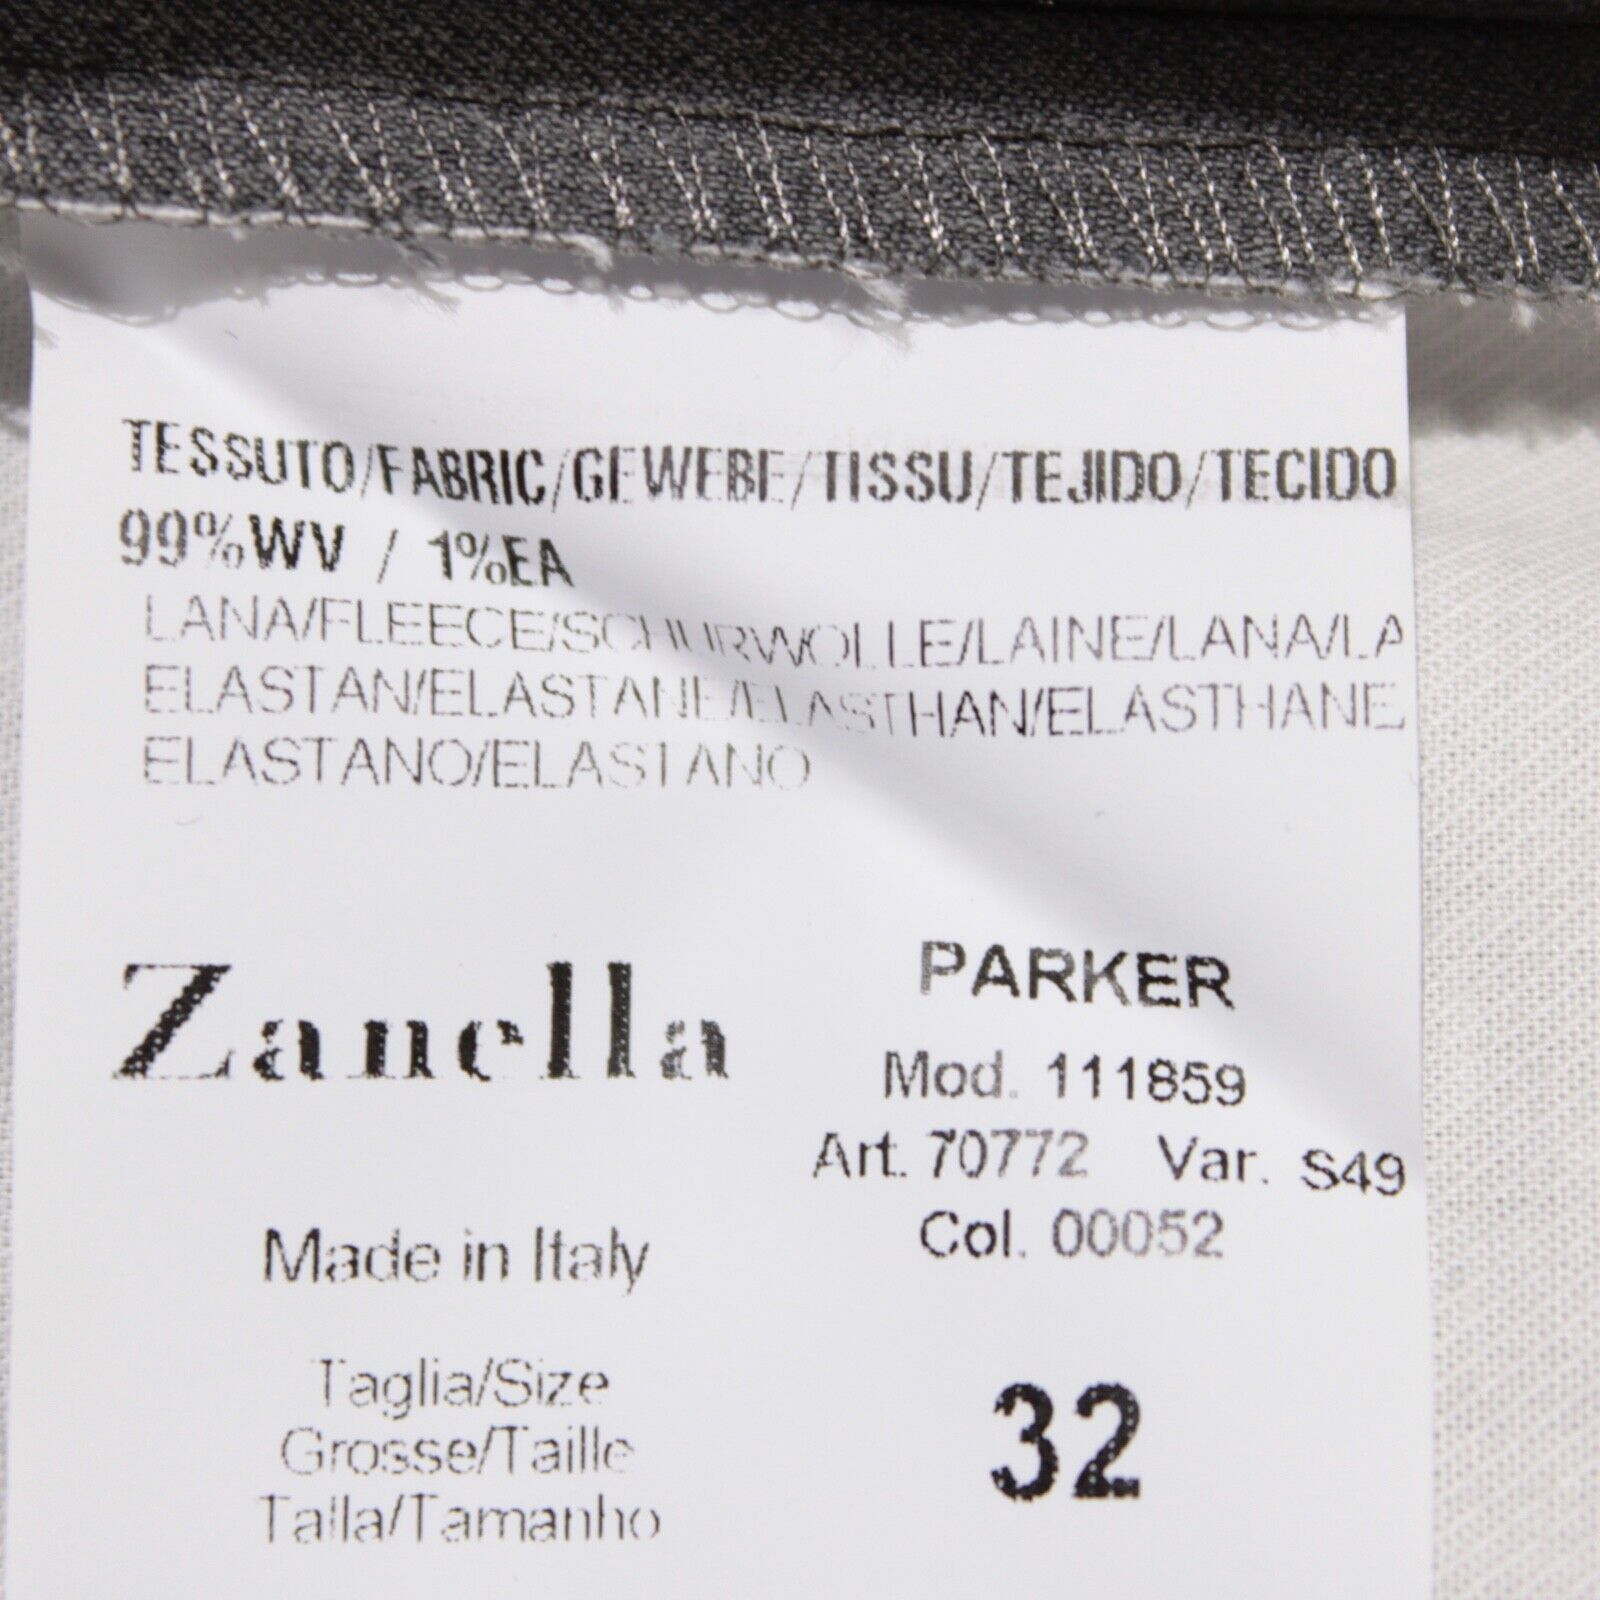 TESSUTO/FABRIC/GEWEBE/TISSU/TEJIDO/TECIDO
99%WV / 1%EA
LANA/FLEECE/SCHURWOLLE/LAINE/LANA/LA
ELASTAN/ELASTANE/ELASTHAN/ELASTHANE/
ELASTANO/ELASTANO
Zanella
PARKER
Mod. 111859
Art. 70772 Var. S49
Col. 00052
Made in Italy
Taglia/Size
Grosse/Taille
Talla/Tamanho
32